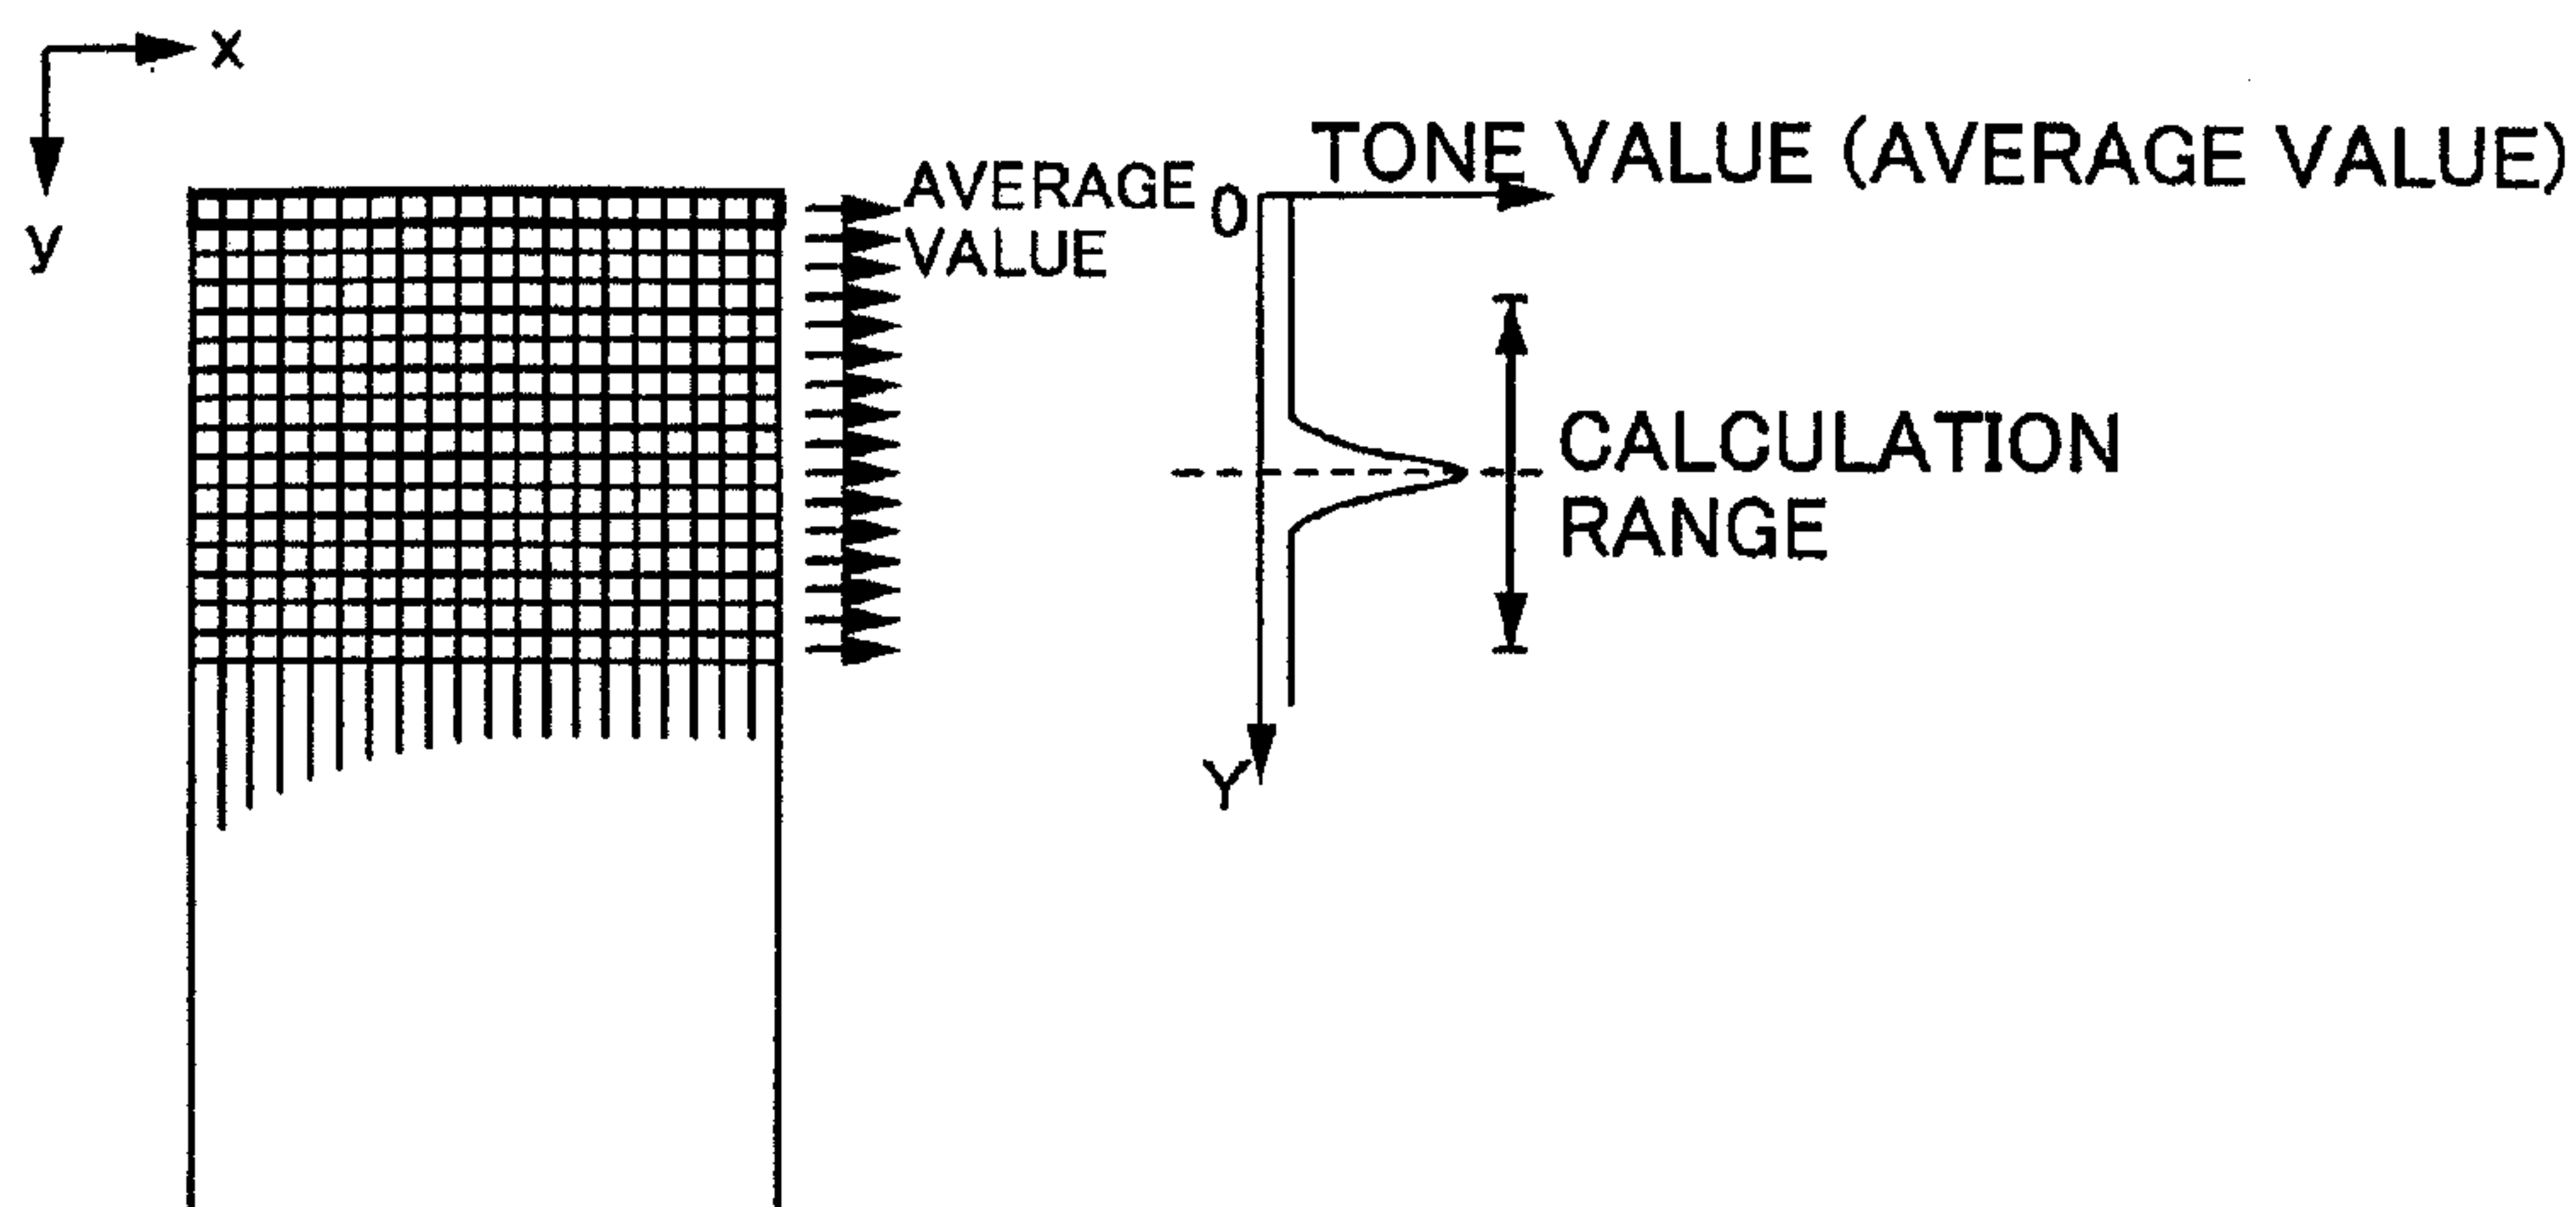 X
y
AVERAGE
VALUE
TONE VALUE (AVERAGE VALUE)
0
CALCULATION
RANGE
Y